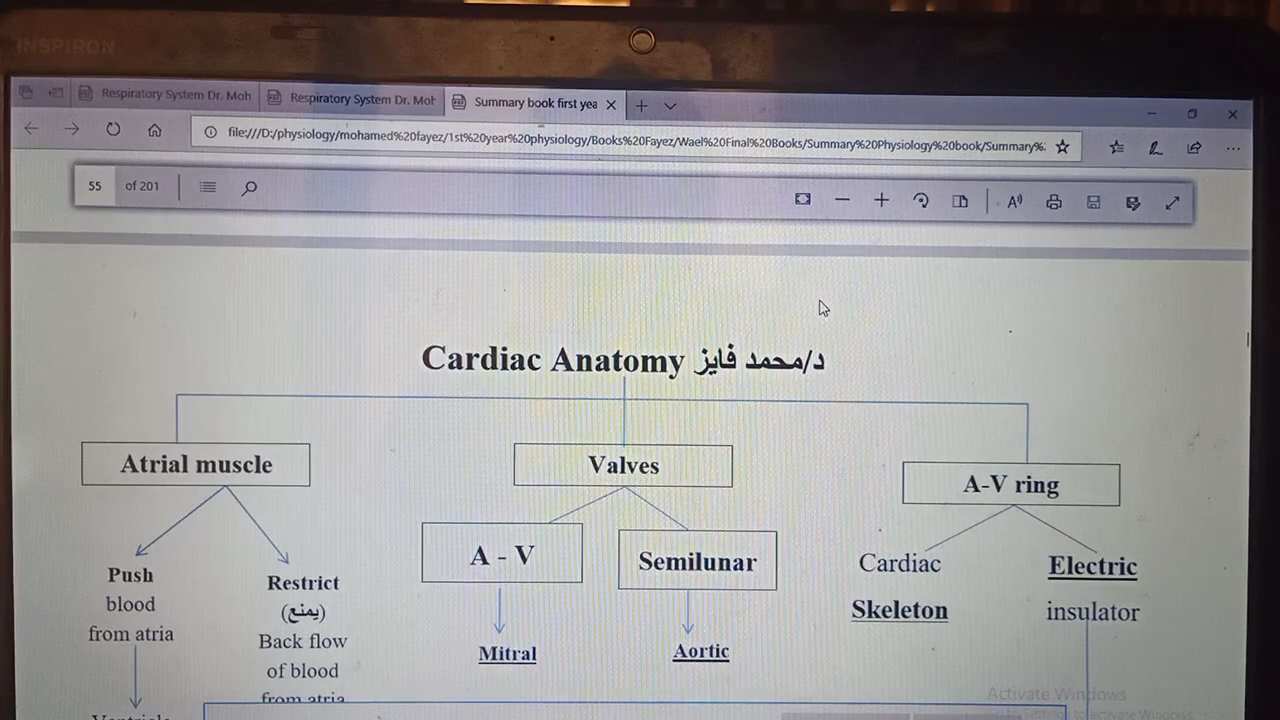 INSPIRON
Respiratory System Dr. Moh
Respiratory System Dr. Moh
Summary book first yea
file:///D:/physiology/mohamed%20fayez/1st%20year%20physiology/Books%20Fayez/Wael%20Final%20Books/Summary%20Physiology%20book/Summary%
55 of 201
Cardiac Anatomy د/محمد فايز
Atrial muscle
Valves
A-V ring
A - V
Semilunar
Cardiac
Skeleton
Electric
insulator
Push
blood
from atria
Restrict
(يمنع)
Back flow
of blood
from atria
Mitral
Aortic
Activate Windows